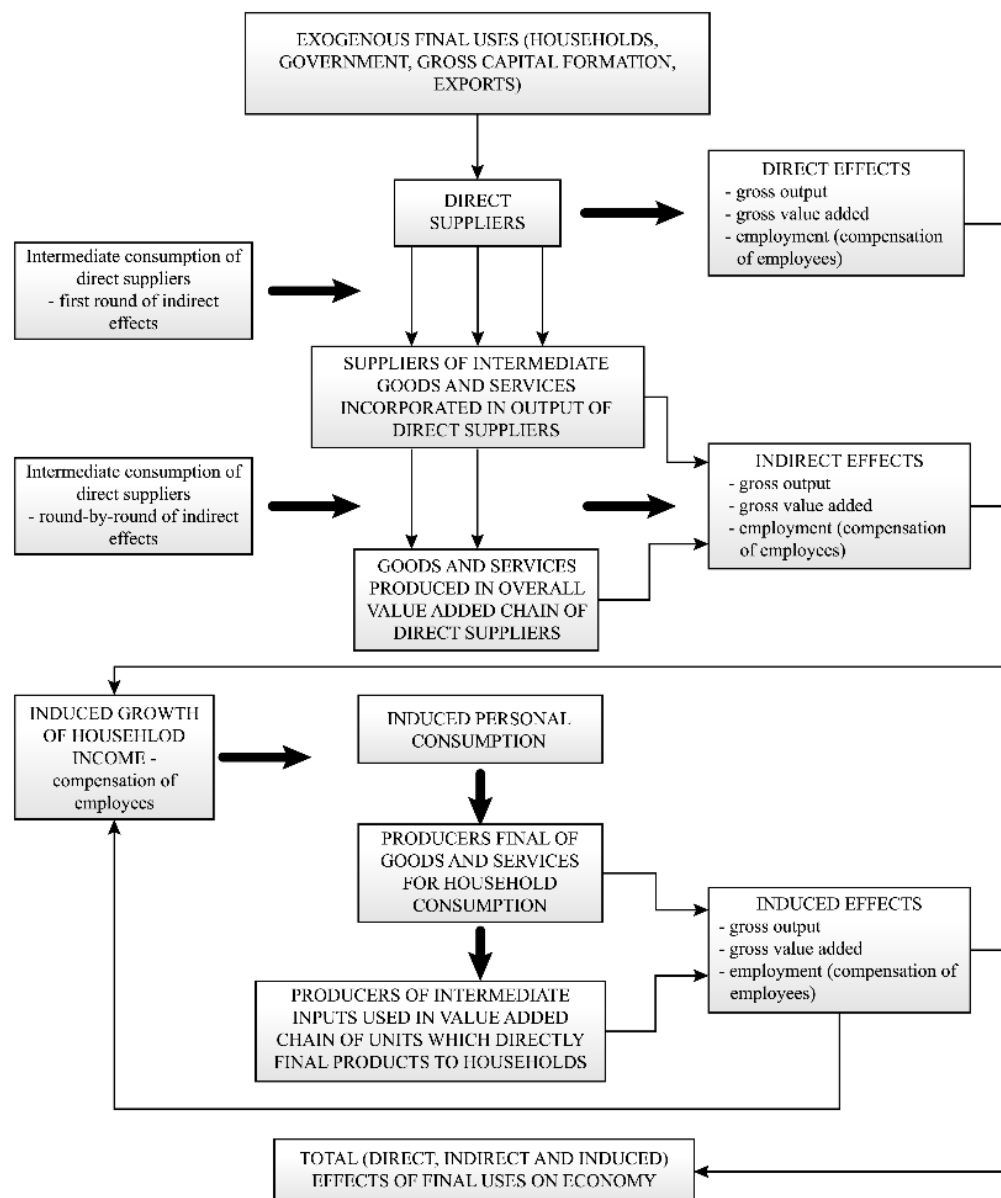 EXOGENOUS FINAL USES (HOUSEHOLDS,
GOVERNMENT, GROSS CAPITAL FORMATION,
EXPORTS)
DIRECT
SUPPLIERS
DIRECT EFFECTS
- gross output
- gross value added
- employment (compensation
of employees)
Intermediate consumption of
direct suppliers
- first round of indirect
effects
SUPPLIERS OF INTERMEDIATE
GOODS AND SERVICES
INCORPORATED IN OUTPUT OF
DIRECT SUPPLIERS
Intermediate consumption of
direct suppliers
- round-by-round of indirect
effects
INDIRECT EFFECTS
- gross output
- gross value added
- employment (compensation
of employees)
GOODS AND SERVICES
PRODUCED IN OVERALL
VALUE ADDED CHAIN OF
DIRECT SUPPLIERS
INDUCED GROWTH
OF HOUSEHLOD
INCOME -
compensation of
employees
INDUCED PERSONAL
CONSUMPTION
PRODUCERS FINAL OF
GOODS AND SERVICES
FOR HOUSEHOLD
CONSUMPTION
INDUCED EFFECTS
- gross output
- gross value added
- employment (compensation of
employees)
PRODUCERS OF INTERMEDIATE
INPUTS USED IN VALUE ADDED
CHAIN OF UNITS WHICH DIRECTLY
FINAL PRODUCTS TO HOUSEHOLDS
TOTAL (DIRECT, INDIRECT AND INDUCED)
EFFECTS OF FINAL USES ON ECONOMY